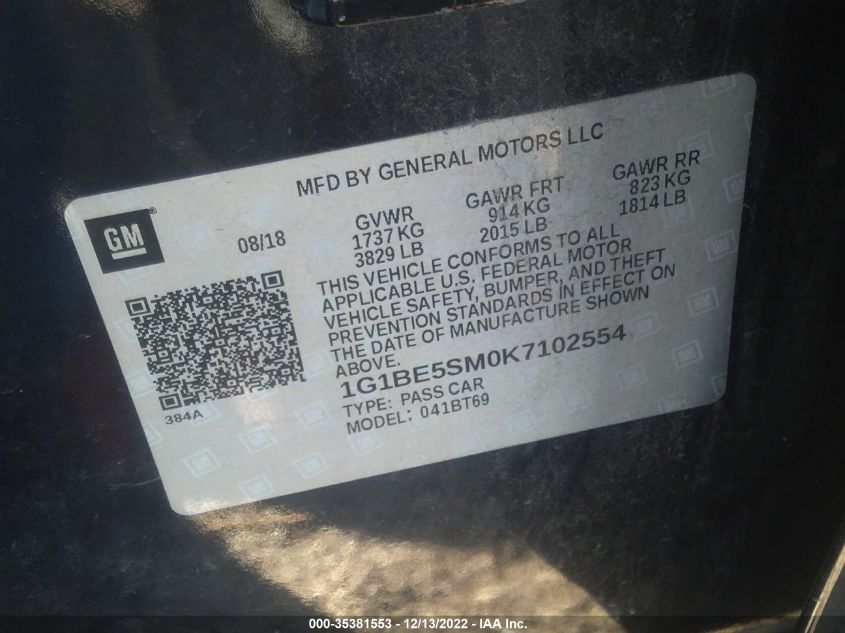 MFD BY GENERAL MOTORS LLC
GM®
08/18
GVWR
1737 KG
3829 LB
GAWR FRT
914 KG
2015 LB
GAWR RR
823 KG
1814 LB
THIS VEHICLE CONFORMS TO ALL
APPLICABLE U.S. FEDERAL MOTOR
VEHICLE SAFETY, BUMPER, AND THEFT
PREVENTION STANDARDS IN EFFECT ON
THE DATE OF MANUFACTURE SHOWN
ABOVE.
1G1BE5SM0K7102554
TYPE: PASS CAR
MODEL: 041BT69
384A
000-35381553 - 12/13/2022 - IAA Inc.